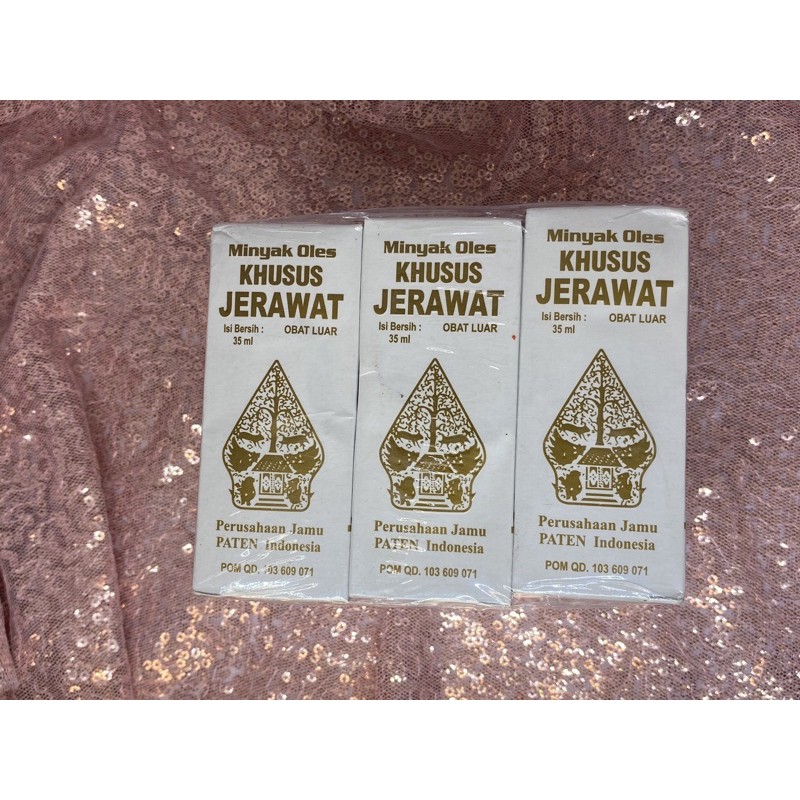 Minyak Oles
KHUSUS
JERAWAT
Isi Bersih : OBAT LUAR
35 ml
Perusahaan Jamu
PATEN Indonesia
POM QD. 103 609 071
Minyak Oles
KHUSUS
JERAWAT
Isi Bersih : OBAT LUAR
35 ml
Perusahaan Jamu
PATEN Indonesia
POM QD. 103 609 071
Minyak Oles
KHUSUS
JERAWAT
Isi Bersih : OBAT LUAR
35 ml
Perusahaan Jamu
PATEN Indonesia
POM QD. 103 609 071